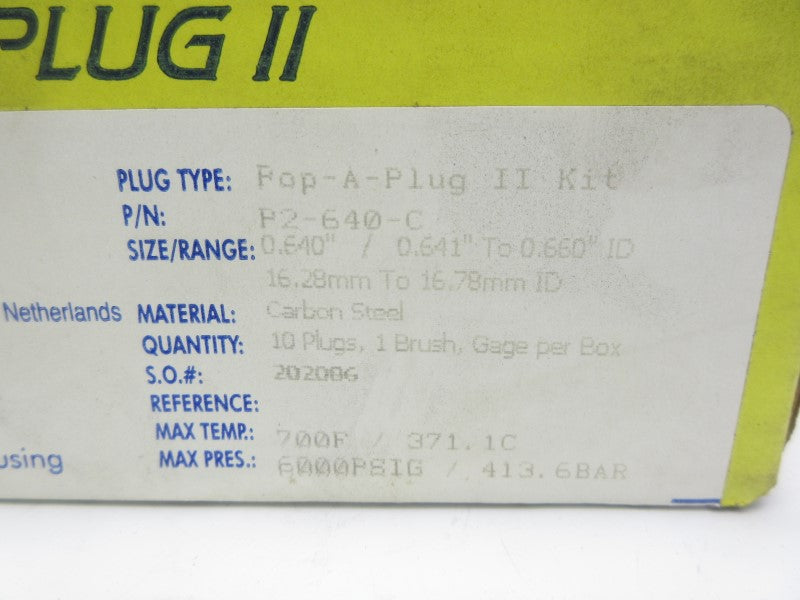 PLUG II
PLUG TYPE: Pop-A-Plug II Kit
P/N: P2-640-C
SIZE/RANGE: 0.640" / 0.641" To 0.660" ID
16.28mm To 16.78mm ID
Netherlands MATERIAL: Carbon Steel
QUANTITY: 10 Plugs, 1 Brush, Gage per Box
S.O.#: 202086
REFERENCE:
MAX TEMP.: 700F / 371.1C
using MAX PRES.: 6000PSIG / 413.6BAR